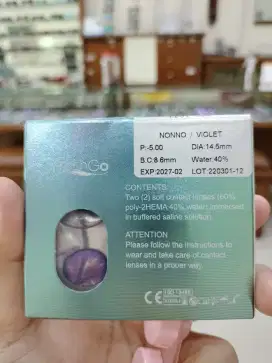 NONNO / VIOLET
P:-5.00 DIA:14.5mm
B.C:8.6mm Water:40%
EXP:2027-02 LOT:220301-12
CONTENTS:
Two (2) soft contact lenses (60%
poly-2HEMA 40% water) immersed
in buffered saline solution.
ATTENTION
Please follow the instructions to
wear and take care of contact
lenses in a proper way.